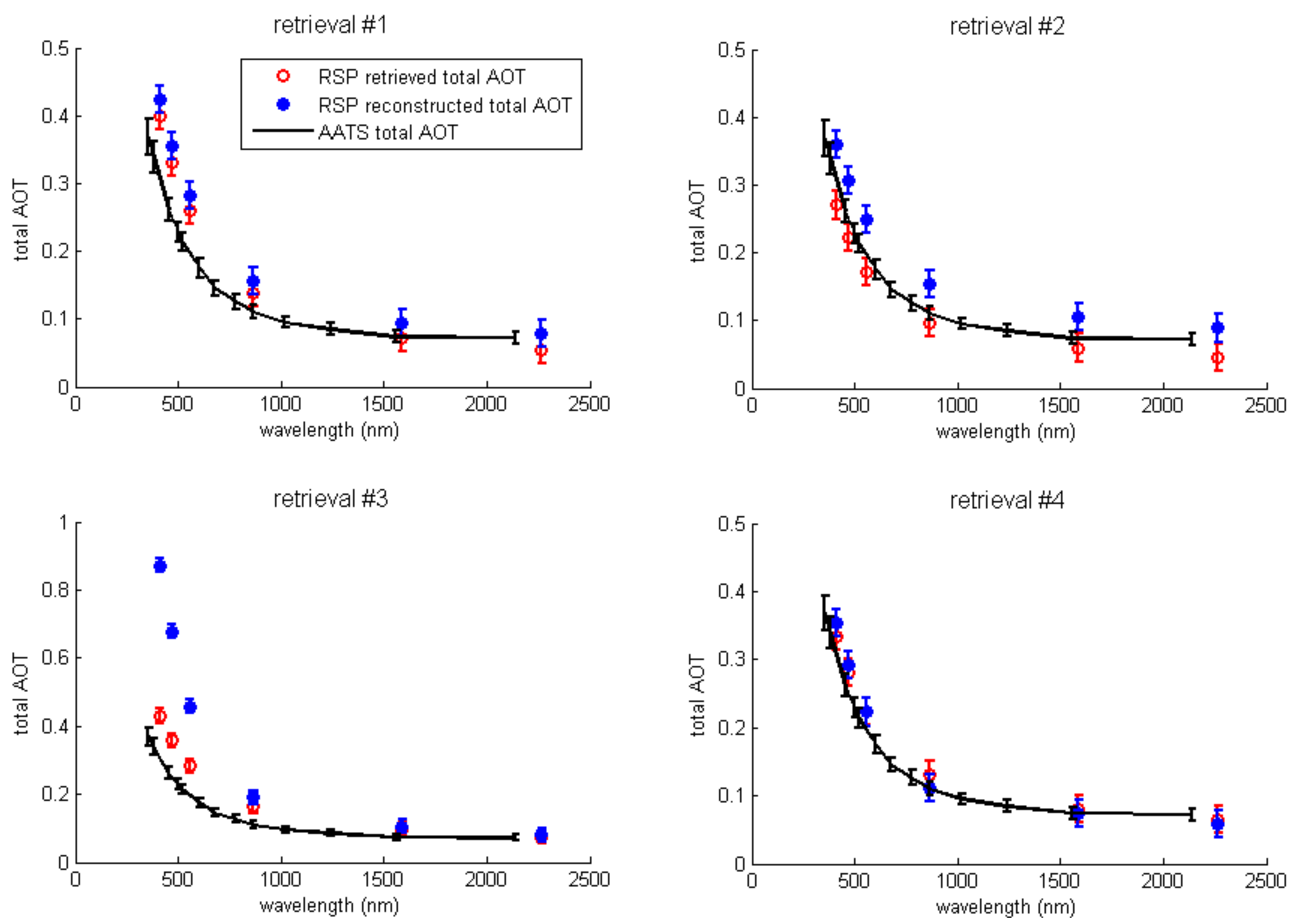 retrieval #1
0.5
0.4
0.3
0.2
0.1
0
total AOT
RSP retrieved total AOT
RSP reconstructed total AOT
AATS total AOT
0 500 1000 1500 2000 2500
wavelength (nm)
retrieval #2
0.5
0.4
0.3
0.2
0.1
0
total AOT
0 500 1000 1500 2000 2500
wavelength (nm)
retrieval #3
1
0.8
0.6
0.4
0.2
0
total AOT
0 500 1000 1500 2000 2500
wavelength (nm)
retrieval #4
0.5
0.4
0.3
0.2
0.1
0
total AOT
0 500 1000 1500 2000 2500
wavelength (nm)